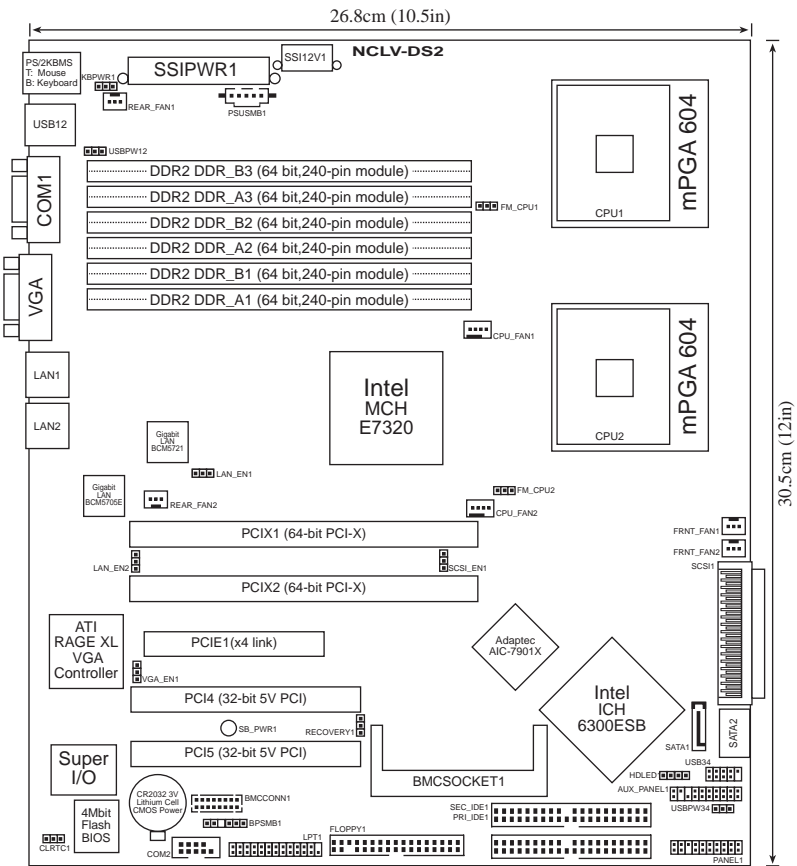 26.8cm (10.5in)
NCLV-DS2
PS/2KBMS
T: Mouse
B: Keyboard
KBPWR1
SSIPWR1
SSI12V1
REAR_FAN1
PSUSMB1
USB12
USBPW12
mPGA 604
CPU1
COM1
DDR2 DDR_B3 (64 bit,240-pin module)
DDR2 DDR_A3 (64 bit,240-pin module)
FM_CPU1
DDR2 DDR_B2 (64 bit,240-pin module)
DDR2 DDR_A2 (64 bit,240-pin module)
DDR2 DDR_B1 (64 bit,240-pin module)
DDR2 DDR_A1 (64 bit,240-pin module)
VGA
CPU_FAN1
mPGA 604
CPU2
LAN1
LAN2
Intel
MCH
E7320
30.5cm (12in)
Gigabit
LAN
BCM5721
LAN_EN1
Gigabit
LAN
BCM5705E
REAR_FAN2
FM_CPU2
CPU_FAN2
PCIX1 (64-bit PCI-X)
FRNT_FAN1
FRNT_FAN2
LAN_EN2
SCSI_EN1
SCSI1
PCIX2 (64-bit PCI-X)
ATI
RAGE XL
VGA
Controller
PCIE1(x4 link)
Adaptec
AIC-7901X
VGA_EN1
PCI4 (32-bit 5V PCI)
Intel
ICH
6300ESB
SB_PWR1
RECOVERY1
SATA1
SATA2
PCI5 (32-bit 5V PCI)
Super
I/O
BMCSOCKET1
USB34
HDLED1
AUX_PANEL1
CR2032 3V
Lithium Cell
CMOS Power
BMCCONN1
4Mbit
Flash
BIOS
BPSMB1
SEC_IDE1
PRI_IDE1
USBPW34
CLRTC1
COM2
LPT1
FLOPPY1
PANEL1